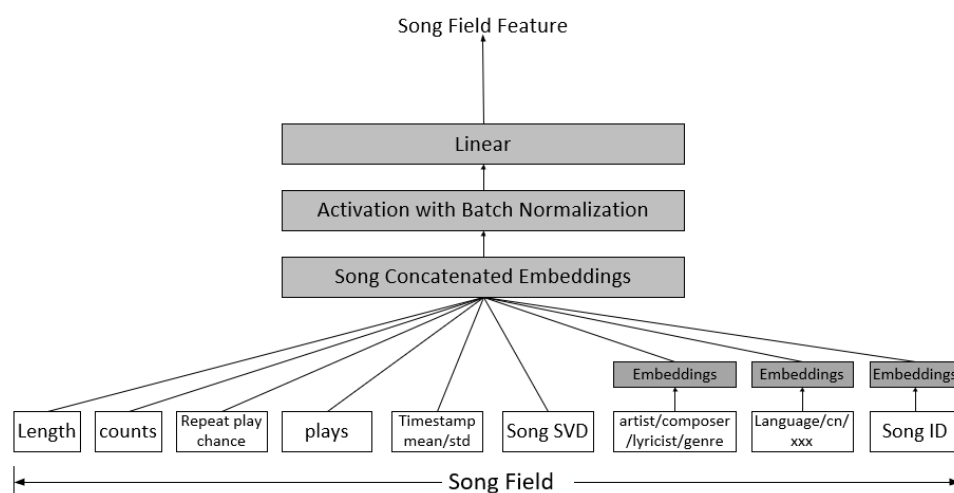 Song Field Feature
Linear
Activation with Batch Normalization
Song Concatenated Embeddings
Embeddings
Embeddings
Embeddings
Length
counts
Repeat play
chance
plays
Timestamp
mean/std
Song SVD
artist/composer
/lyricist/genre
Language/cn/
xxx
Song ID
Song Field